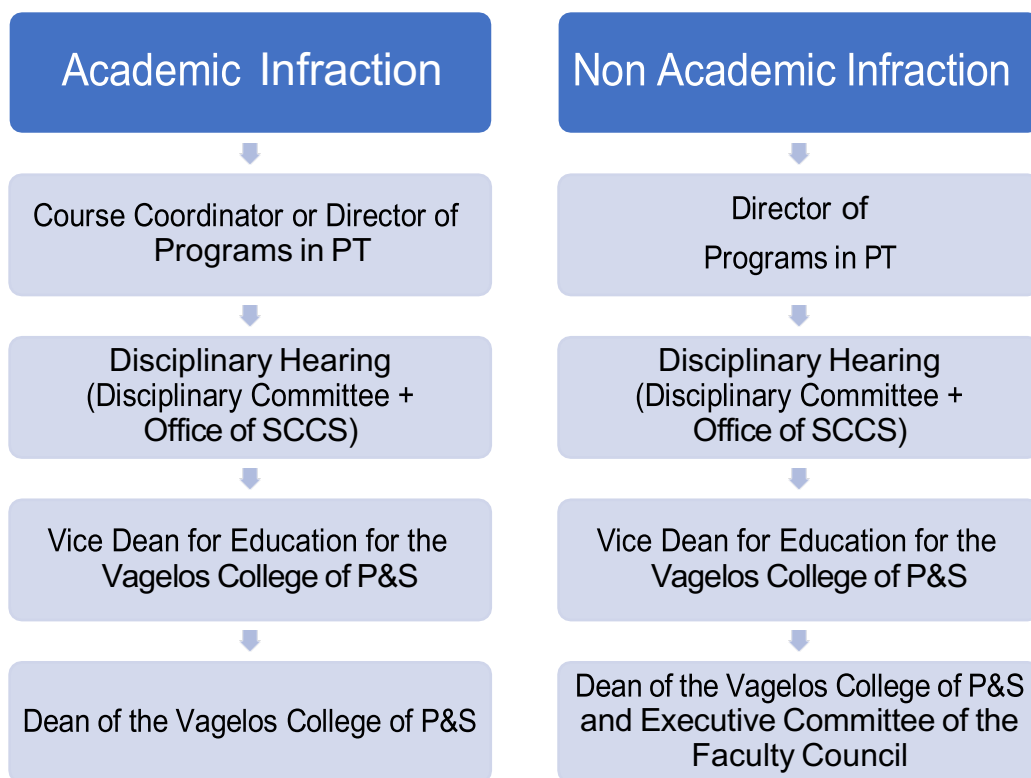 Academic Infraction
Course Coordinator or Director of
Programs in PT
Disciplinary Hearing
(Disciplinary Committee +
Office of SCCS)
Vice Dean for Education for the
Vagelos College of P&S
Dean of the Vagelos College of P&S
Non Academic Infraction
Director of
Programs in PT
Disciplinary Hearing
(Disciplinary Committee +
Office of SCCS)
Vice Dean for Education for the
Vagelos College of P&S
Dean of the Vagelos College of P&S
and Executive Committee of the
Faculty Council